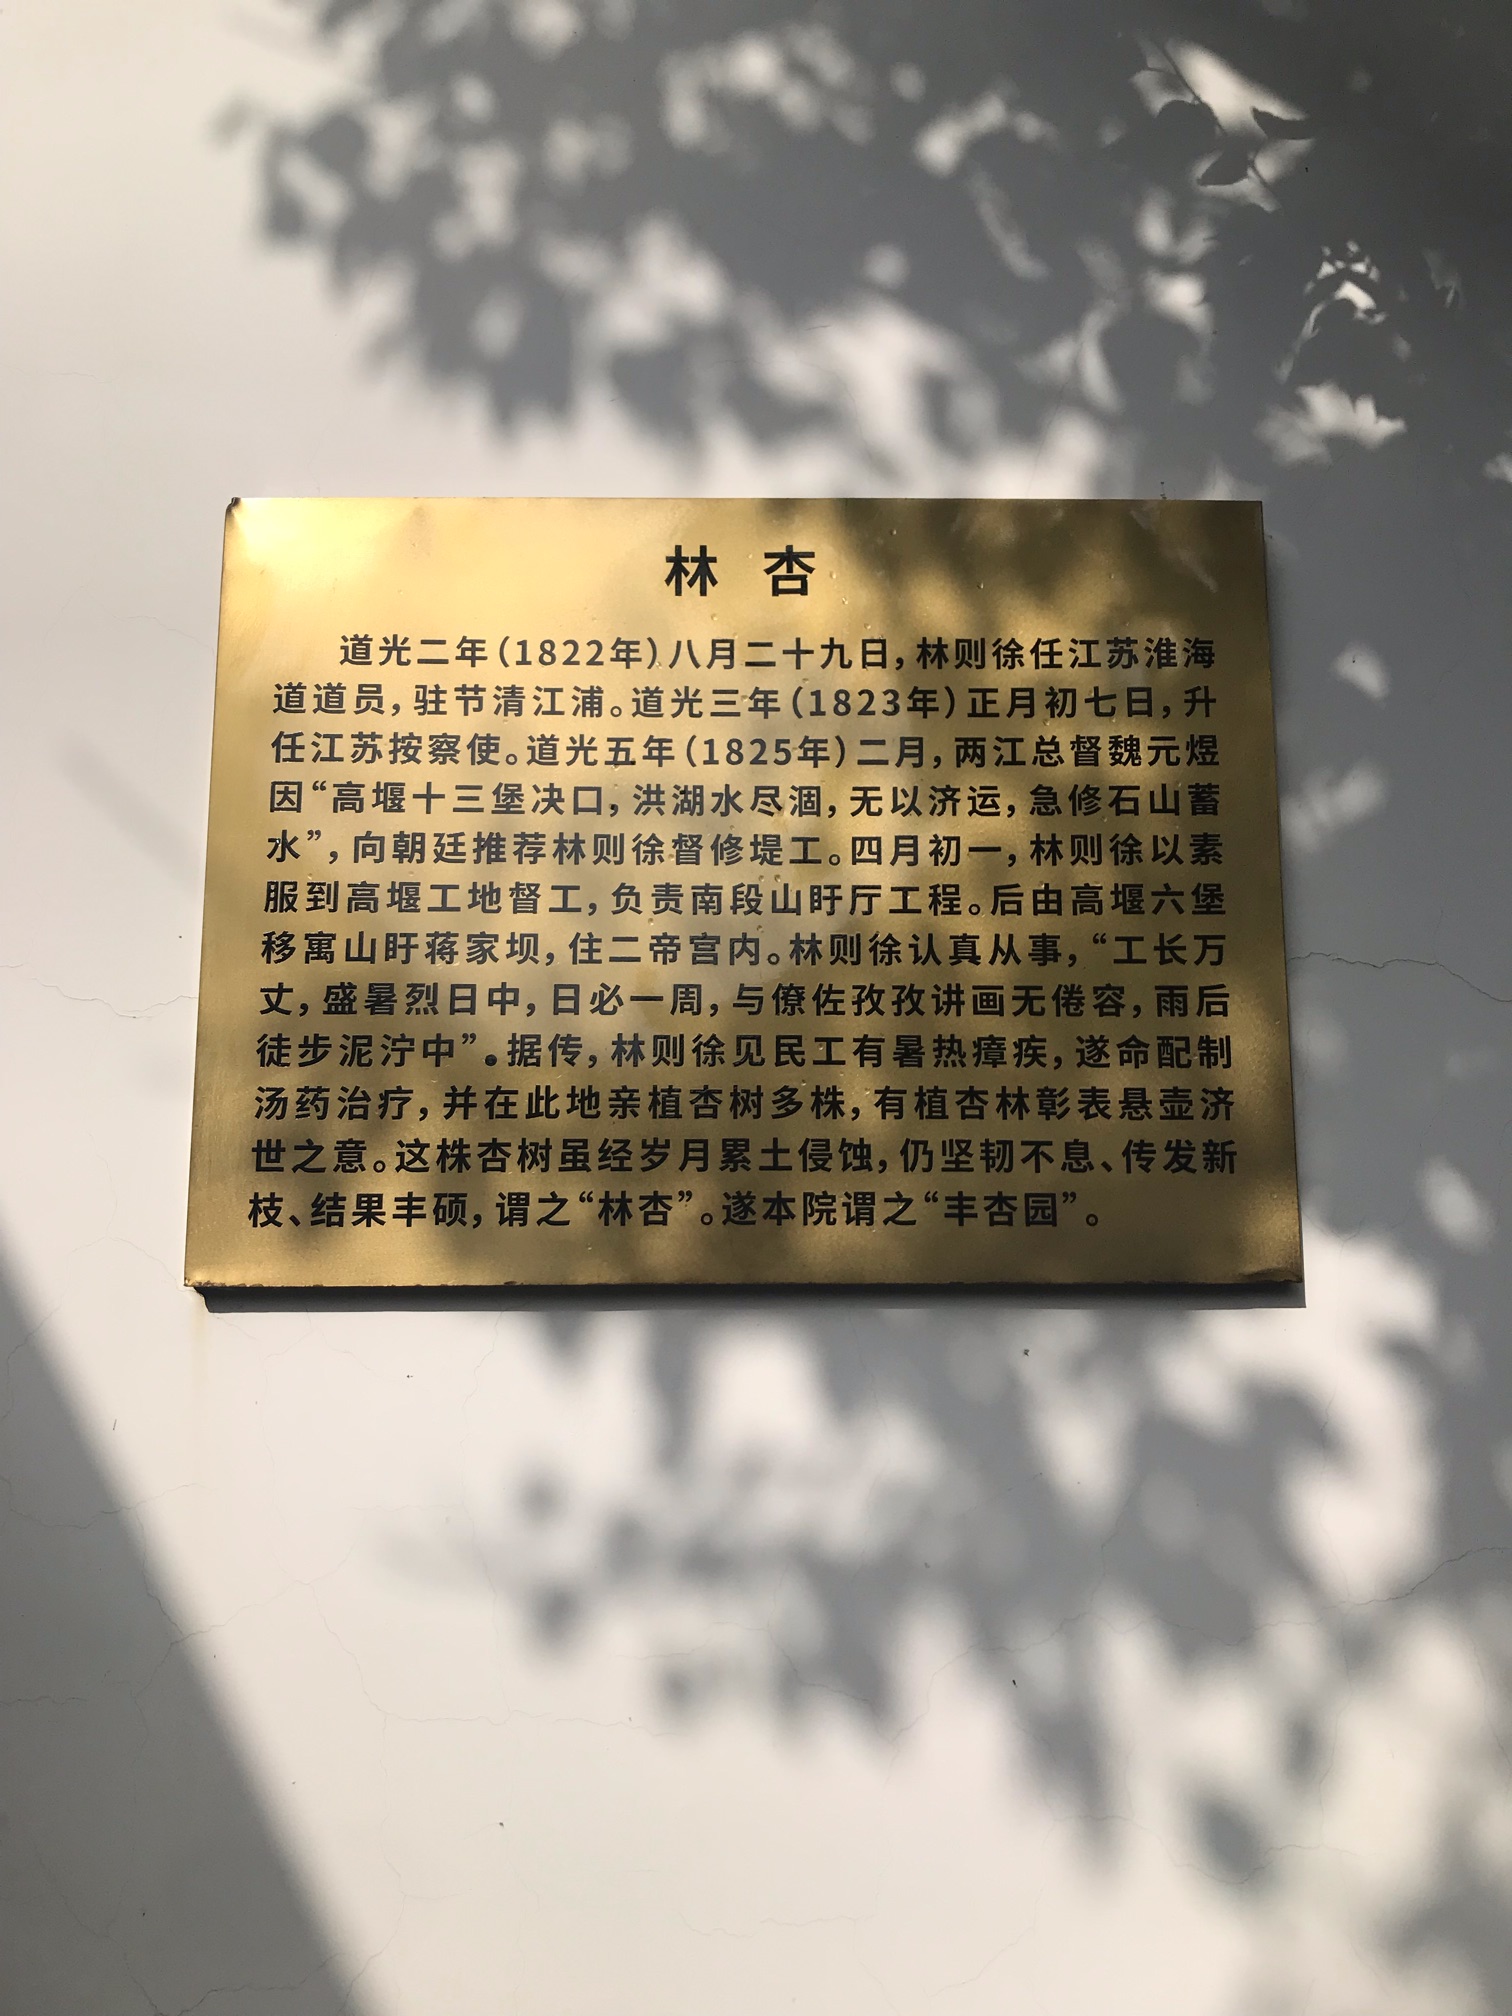 林 杏
道光二年(1822年)八月二十九日,林则徐任江苏淮海
道道员,驻节清江浦。道光三年(1823年)正月初七日,升
任江苏按察使。道光五年(1825年)二月,两江总督魏元煜
因“高堰十三堡决口,洪湖水尽涸,无以济运,急修石山蓄
水”,向朝廷推荐林则徐督修堤工。四月初一,林则徐以素
服到高堰工地督工,负责南段山盱厅工程。后由高堰六堡
移寓山盱蒋家坝,住二帝宫内。林则徐认真从事,“工长万
丈,盛暑烈日中,日必一周,与僚佐孜孜讲画无倦容,雨后
徒步泥泞中”。据传,林则徐见民工有暑热瘴疾,遂命配制
汤药治疗,并在此地亲植杏树多株,有植杏林彰表悬壶济
世之意。这株杏树虽经岁月累土侵蚀,仍坚韧不息、传发新
枝、结果丰硕,谓之“林杏”。遂本院谓之“丰杏园”。